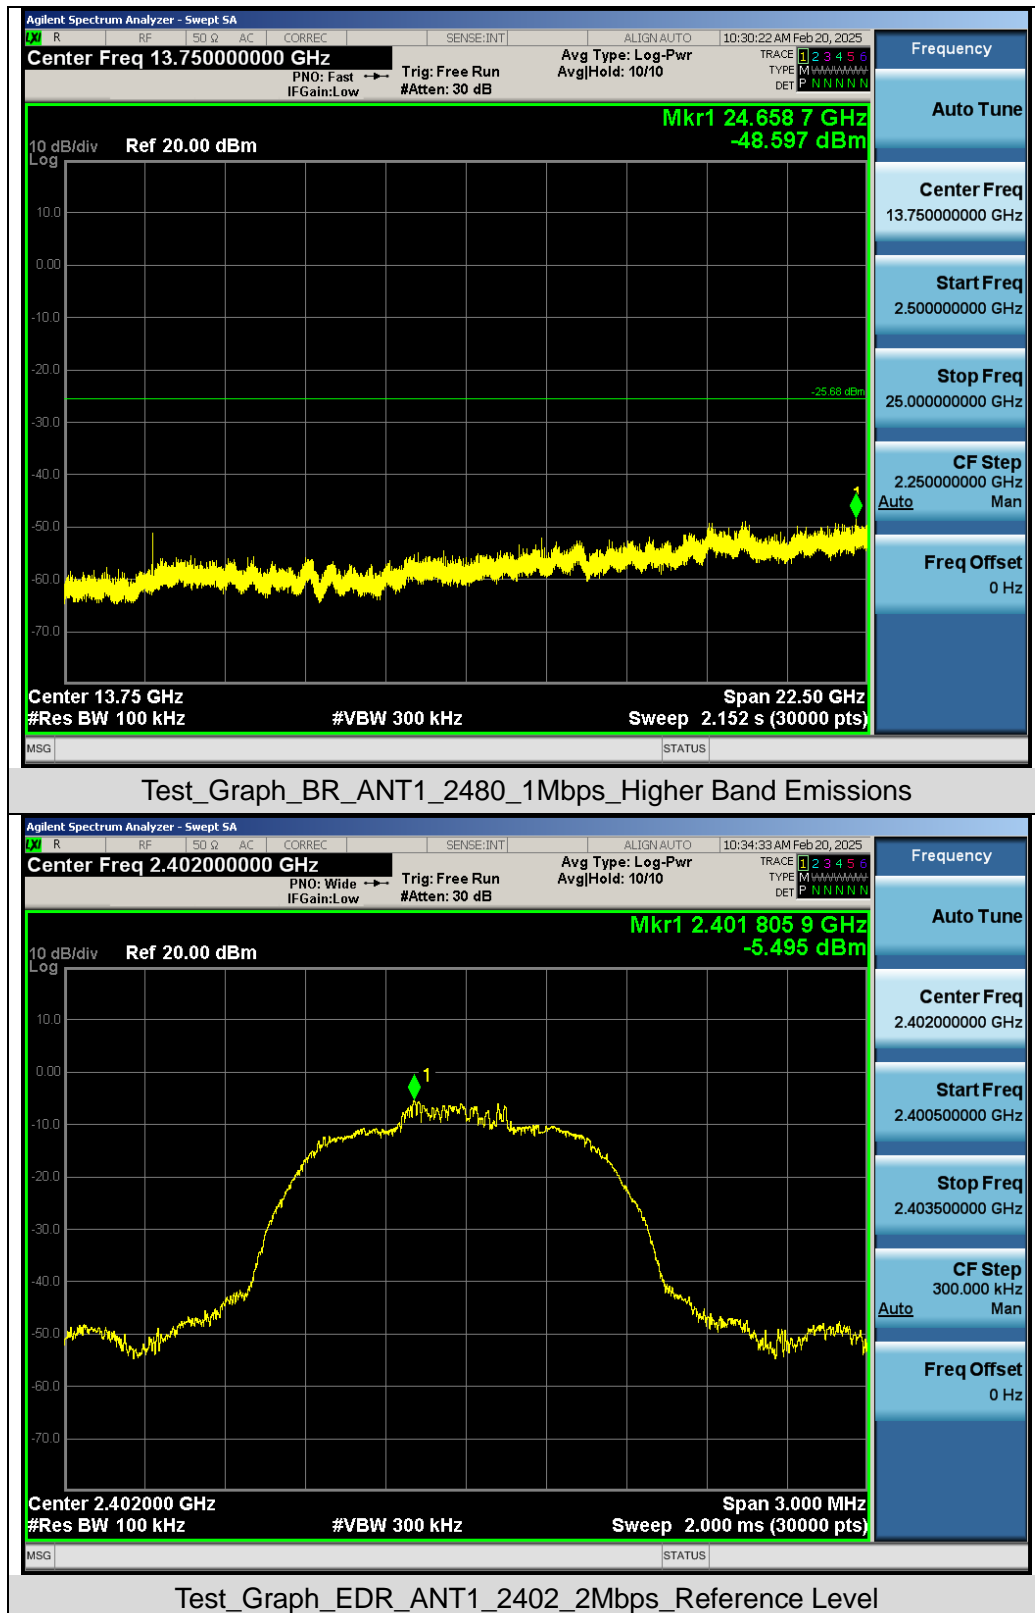 Agilent Spectrum Analyzer - Swept SA
LXI R RF 50 Ω AC CORREC SENSE:INT ALIGN AUTO 10:30:22 AM Feb 20, 2025
Center Freq 13.750000000 GHz
PNO: Fast
IFGain:Low
Trig: Free Run
#Atten: 30 dB
Avg Type: Log-Pwr
Avg|Hold: 10/10
TRACE 1 2 3 4 5 6
TYPE M
DET P N N N N N
Mkr1 24.658 7 GHz
-48.597 dBm
10 dB/div Ref 20.00 dBm
Log
10.0
0.00
-10.0
-20.0
-25.68 dBm
-30.0
-40.0
1
-50.0
-60.0
-70.0
Center 13.75 GHz Span 22.50 GHz
#Res BW 100 kHz #VBW 300 kHz Sweep 2.152 s (30000 pts)
MSG STATUS
Frequency
Auto Tune
Center Freq
13.750000000 GHz
Start Freq
2.500000000 GHz
Stop Freq
25.000000000 GHz
CF Step
2.250000000 GHz
Auto Man
Freq Offset
0 Hz
Test_Graph_BR_ANT1_2480_1Mbps_Higher Band Emissions
Agilent Spectrum Analyzer - Swept SA
LXI R RF 50 Ω AC CORREC SENSE:INT ALIGN AUTO 10:34:33 AM Feb 20, 2025
Center Freq 2.402000000 GHz
PNO: Wide
IFGain:Low
Trig: Free Run
#Atten: 30 dB
Avg Type: Log-Pwr
Avg|Hold: 10/10
TRACE 1 2 3 4 5 6
TYPE M
DET P N N N N N
Mkr1 2.401 805 9 GHz
-5.495 dBm
10 dB/div Ref 20.00 dBm
Log
10.0
0.00
1
-10.0
-20.0
-30.0
-40.0
-50.0
-60.0
-70.0
Center 2.402000 GHz Span 3.000 MHz
#Res BW 100 kHz #VBW 300 kHz Sweep 2.000 ms (30000 pts)
MSG STATUS
Frequency
Auto Tune
Center Freq
2.402000000 GHz
Start Freq
2.400500000 GHz
Stop Freq
2.403500000 GHz
CF Step
300.000 kHz
Auto Man
Freq Offset
0 Hz
Test_Graph_EDR_ANT1_2402_2Mbps_Reference Level